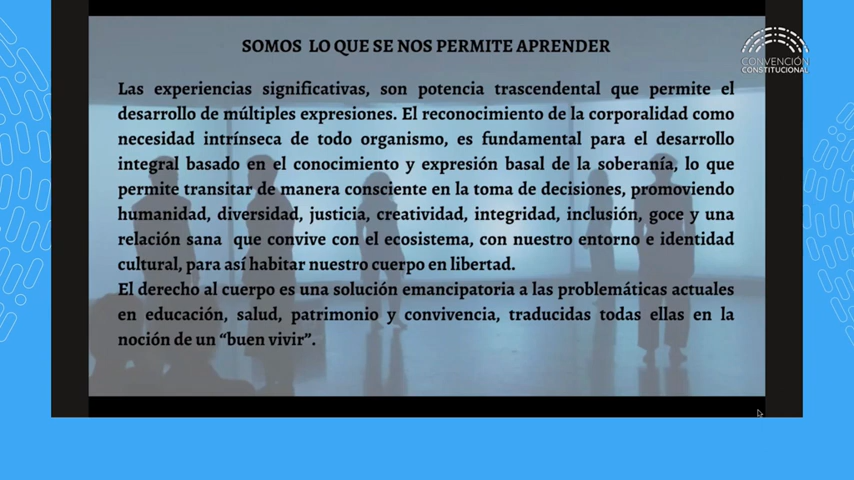 CONVENCIÓN
CONSTITUCIONAL
SOMOS LO QUE SE NOS PERMITE APRENDER
Las experiencias significativas, son potencia trascendental que permite el
desarrollo de múltiples expresiones. El reconocimiento de la corporalidad como
necesidad intrínseca de todo organismo, es fundamental para el desarrollo
integral basado en el conocimiento y expresión basal de la soberanía, lo que
permite transitar de manera consciente en la toma de decisiones, promoviendo
humanidad, diversidad, justicia, creatividad, integridad, inclusión, goce y una
relación sana que convive con el ecosistema, con nuestro entorno e identidad
cultural, para así habitar nuestro cuerpo en libertad.
El derecho al cuerpo es una solución emancipatoria a las problemáticas actuales
en educación, salud, patrimonio y convivencia, traducidas todas ellas en la
noción de un “buen vivir”.